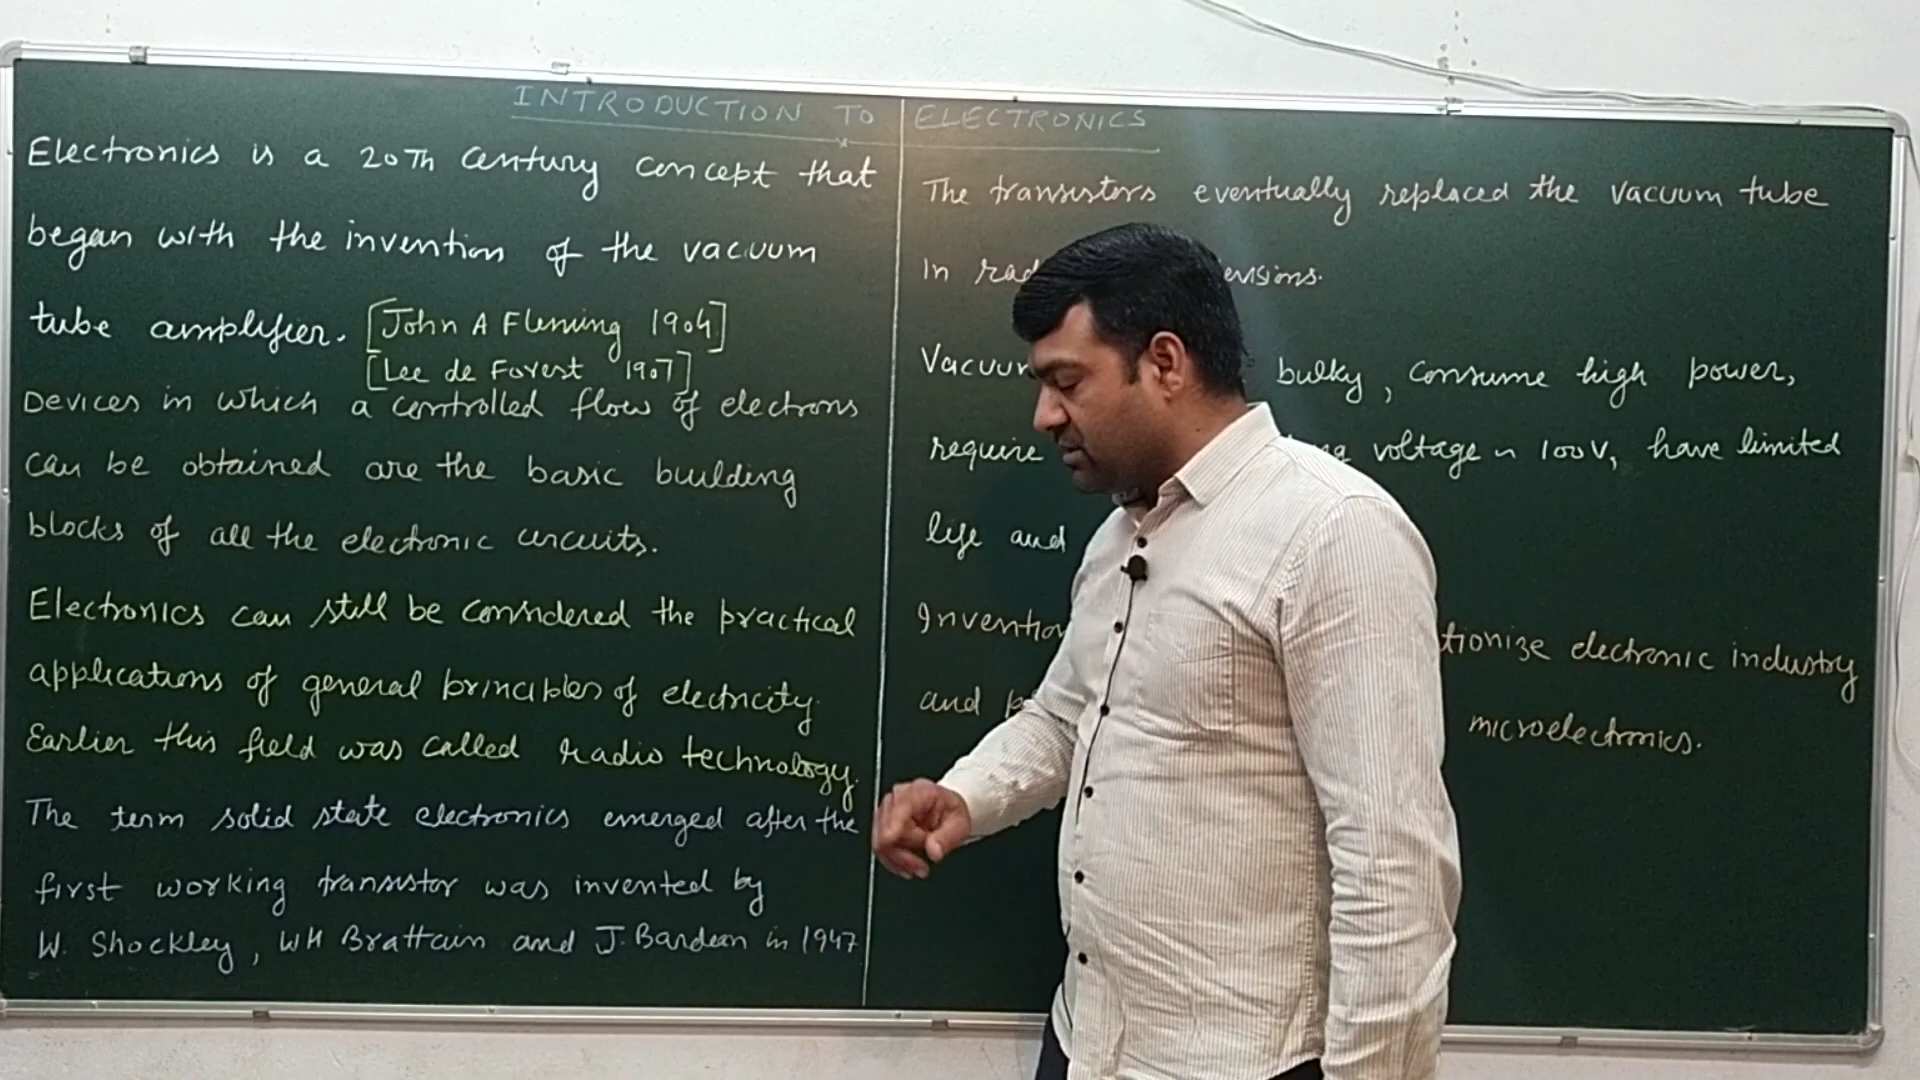 INTRODUCTION TO ELECTRONICS
Electronics is a 20Th Century concept that
began with the invention of the vacuum
tube amplifier. [John A Fleming 1904]
[Lee de Forest 1907]
Devices in which a controlled flow of electrons
can be obtained are the basic building
blocks of all the electronic circuits.
Electronics can still be considered the practical
applications of general principles of electricity.
Earlier this field was called radio technology.
The term solid state electronics emerged after the
first working transistor was invented by
W. Shockley, WH Brattain and J. Bardeen in 1947
The transistors eventually replaced the vacuum tube
In
bulky, consume high power,
require voltage ~ 100V, have limited
life and
electronic industry
and microelectronics.